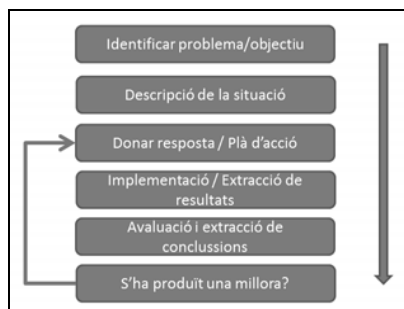 Identificar problema/objectiu
Descripció de la situació
Donar resposta / Plà d'acció
Implementació / Extracció de
resultats
Avaluació i extracció de
conclussions
S'ha produït una millora?